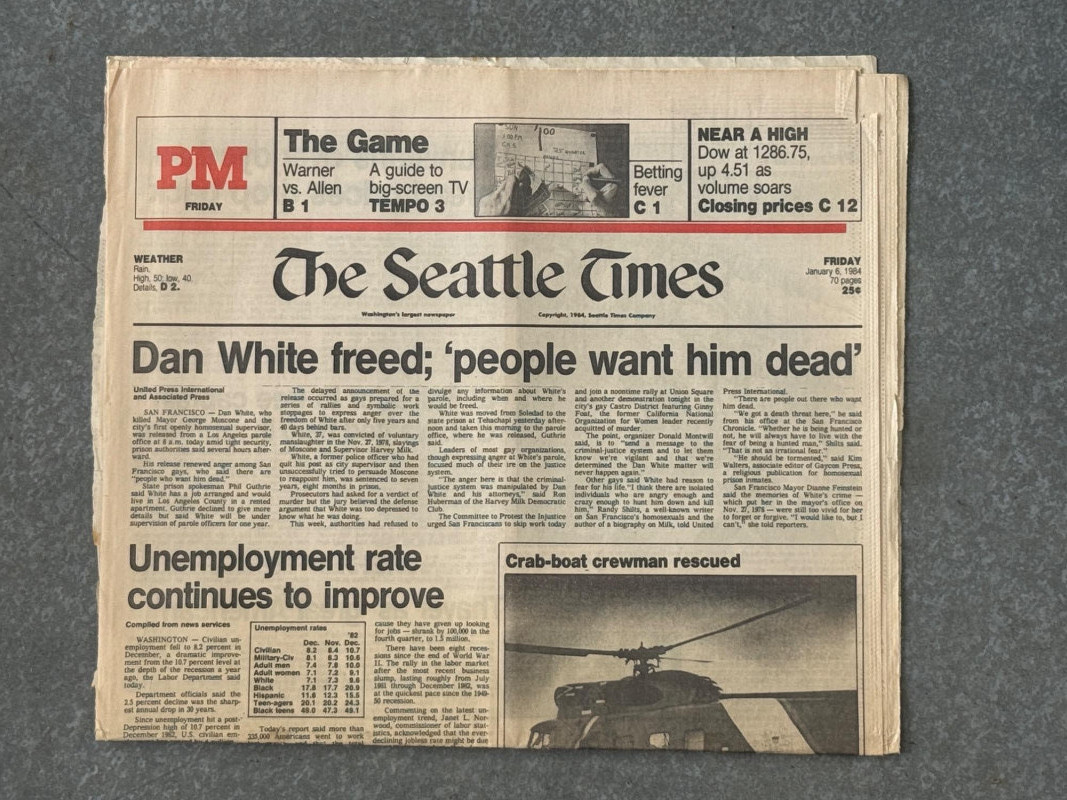 PM
FRIDAY
The Game
Warner
vs. Allen
B 1
A guide to
big-screen TV
TEMPO 3
Betting
fever
C 1
NEAR A HIGH
Dow at 1286.75,
up 4.51 as
volume soars
Closing prices C 12
WEATHER
Rain.
High, 50; low, 40.
Details, D 2.
The Seattle Times
Washington's largest newspaper
Copyright, 1984, Seattle Times Company
FRIDAY
January 6, 1984
70 pages
25¢
Dan White freed; 'people want him dead'
United Press International
and Associated Press
SAN FRANCISCO — Dan White, who
killed Mayor George Moscone and the
city's first openly homosexual supervisor,
was released from a Los Angeles parole
office at 8 a.m. today amid tight security,
prison authorities said several hours after-
ward.
His release renewed anger among San
Francisco gays, who said there are
"people who want him dead."
State prison spokesman Phil Guthrie
said White has a job arranged and would
live in Los Angeles County in a rented
apartment. Guthrie declined to give more
details but said White will be under
supervision of parole officers for one year.
The delayed announcement of the
release occurred as gays prepared for a
series of rallies and symbolic work
stoppages to express anger over the
freedom of White after only five years and
40 days behind bars.
White, 37, was convicted of voluntary
manslaughter in the Nov. 27, 1978, slayings
of Moscone and Supervisor Harvey Milk.
White, a former police officer who had
quit his post as city supervisor and then
unsuccessfully tried to persuade Moscone
to reappoint him, was sentenced to seven
years, eight months in prison.
Prosecutors had asked for a verdict of
murder but the jury believed the defense
argument that White was too depressed to
know what he was doing.
This week, authorities had refused to
divulge any information about White's
parole, including when and where he
would be freed.
White was moved from Soledad to the
state prison at Tehachapi yesterday after-
noon and taken this morning to the parole
office, where he was released, Guthrie
said.
Leaders of most gay organizations,
though expressing anger at White's parole,
focused much of their ire on the justice
system.
"The anger here is that the criminal-
justice system was manipulated by Dan
White and his attorneys," said Ron
Huberman of the Harvey Milk Democratic
Club.
The Committee to Protest the Injustice
urged San Franciscans to skip work today
and join a noontime rally at Union Square
and another demonstration tonight in the
city's gay Castro District featuring Ginny
Foat, the former California National
Organization for Women leader recently
acquitted of murder.
The point, organizer Donald Montwill
said, is to "send a message to the
criminal-justice system and to let them
know we're vigilant and that we're
determined the Dan White matter will
never happen again."
Other gays said White had reason to
fear for his life. "I think there are isolated
individuals who are angry enough and
crazy enough to hunt him down and kill
him," Randy Shilts, a well-known writer
on San Francisco's homosexuals and the
author of a biography on Milk, told United
Press International.
"There are people out there who want
him dead.
"We got a death threat here," he said
from his office at the San Francisco
Chronicle. "Whether he is being hunted or
not, he will always have to live with the
fear of being a hunted man," Shilts said.
"That is not an irrational fear."
"He should be tormented," said Kim
Walters, associate editor of Gaycon Press,
a religious publication for homosexual
prison inmates.
San Francisco Mayor Dianne Feinstein
said the memories of White's crime —
which put her in the mayor's office on
Nov. 27, 1978 — were still too vivid for her
to forget or forgive. "I would like to, but I
can't," she told reporters.
Unemployment rate
continues to improve
Compiled from news services
WASHINGTON — Civilian un-
employment fell to 8.2 percent in
December, a dramatic improve-
ment from the 10.7 percent level at
the depth of the recession a year
ago, the Labor Department said
today.
Department officials said the
2.5 percent decline was the sharp-
est annual drop in 30 years.
Since unemployment hit a post-
Depression high of 10.7 percent in
December 1982, U.S. civilian em-
Unemployment rates
'82
Dec. Nov. Dec.
Civilian 8.2 8.4 10.7
Military-Civ 8.1 8.3 10.6
Adult men 7.4 7.8 10.0
Adult women 7.1 7.2 9.1
White 7.1 7.3 9.6
Black 17.8 17.7 20.9
Hispanic 11.6 12.3 15.5
Teen-agers 20.1 20.2 24.3
Black teens 49.0 47.3 49.1
Today's report said more than
335,000 Americans went to work
cause they have given up looking
for jobs — shrank by 100,000 in the
fourth quarter, to 1.5 million.
There have been eight reces-
sions since the end of World War
II. The rally in the labor market
after the most recent business
slump, lasting roughly from July
1981 through December 1982, was
at the quickest pace since the 1949-
50 recession.
Commenting on the latest un-
employment trend, Janet L. Nor-
wood, commissioner of labor stat-
istics, acknowledged that the ever-
declining jobless rate might be due
Crab-boat crewman rescued